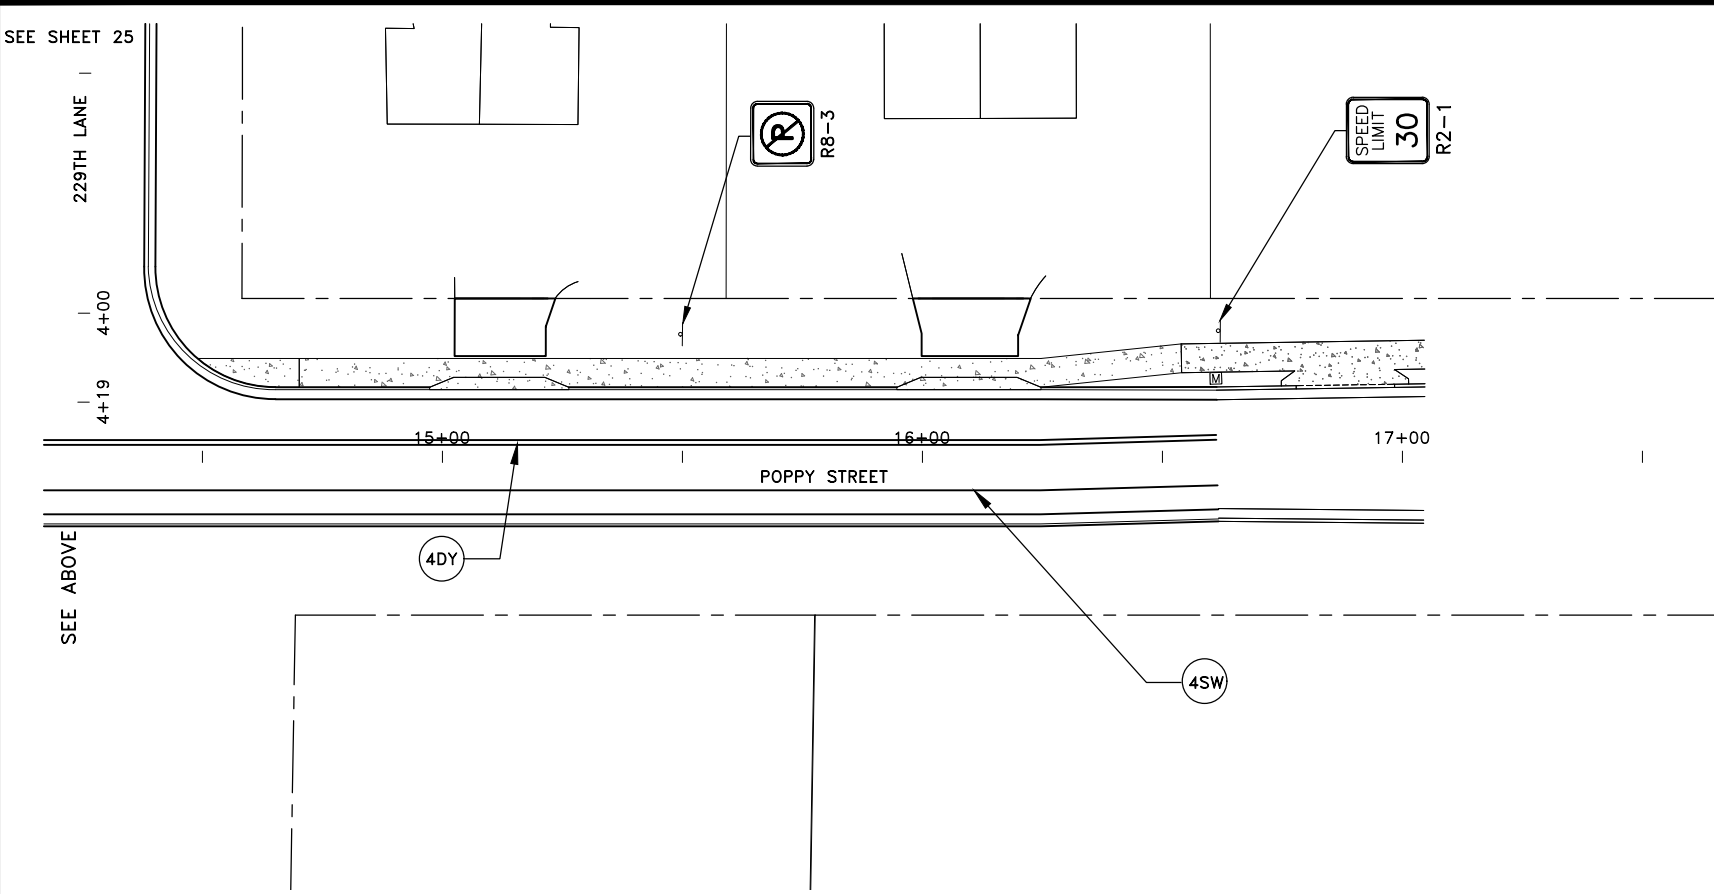 SEE SHEET 25
229TH LANE
4+00
4+19
R
R8-3
SPEED
LIMIT
30
R2-1
M
15+00
16+00
17+00
POPPY STREET
SEE ABOVE
4DY
4SW